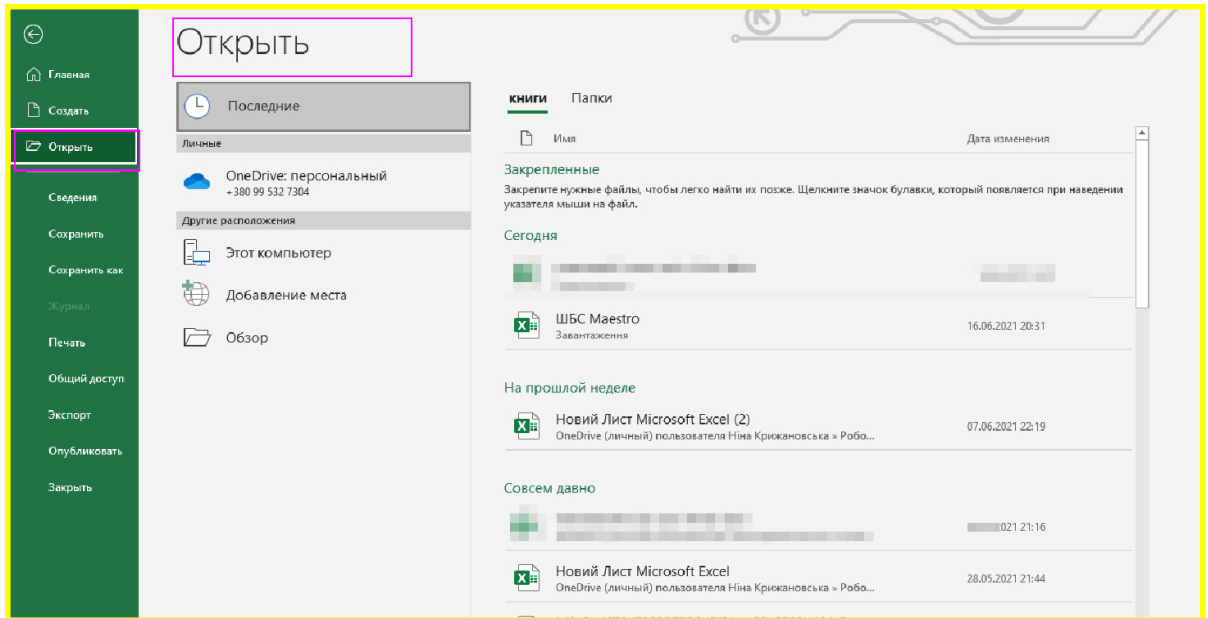 Открыть
Главная
Создать
Открыть
Сведения
Сохранить
Сохранить как
Журнал
Печать
Общий доступ
Экспорт
Опубликовать
Закрыть
Последние
Личные
OneDrive: персональный
+380 99 532 7304
Другие расположения
Этот компьютер
Добавление места
Обзор
книги Папки
Имя Дата изменения
Закрепленные
Закрепите нужные файлы, чтобы легко найти их позже. Щелкните значок булавки, который появляется при наведении
указателя мыши на файл.
Сегодня
ШБС Maestro 16.06.2021 20:31
Завантаження
На прошлой неделе
Новий Лист Microsoft Excel (2) 07.06.2021 22:19
OneDrive (личный) пользователя Ніна Крижановська » Робо...
Совсем давно
021 21:16
Новий Лист Microsoft Excel 28.05.2021 21:44
OneDrive (личный) пользователя Ніна Крижановська » Робо...